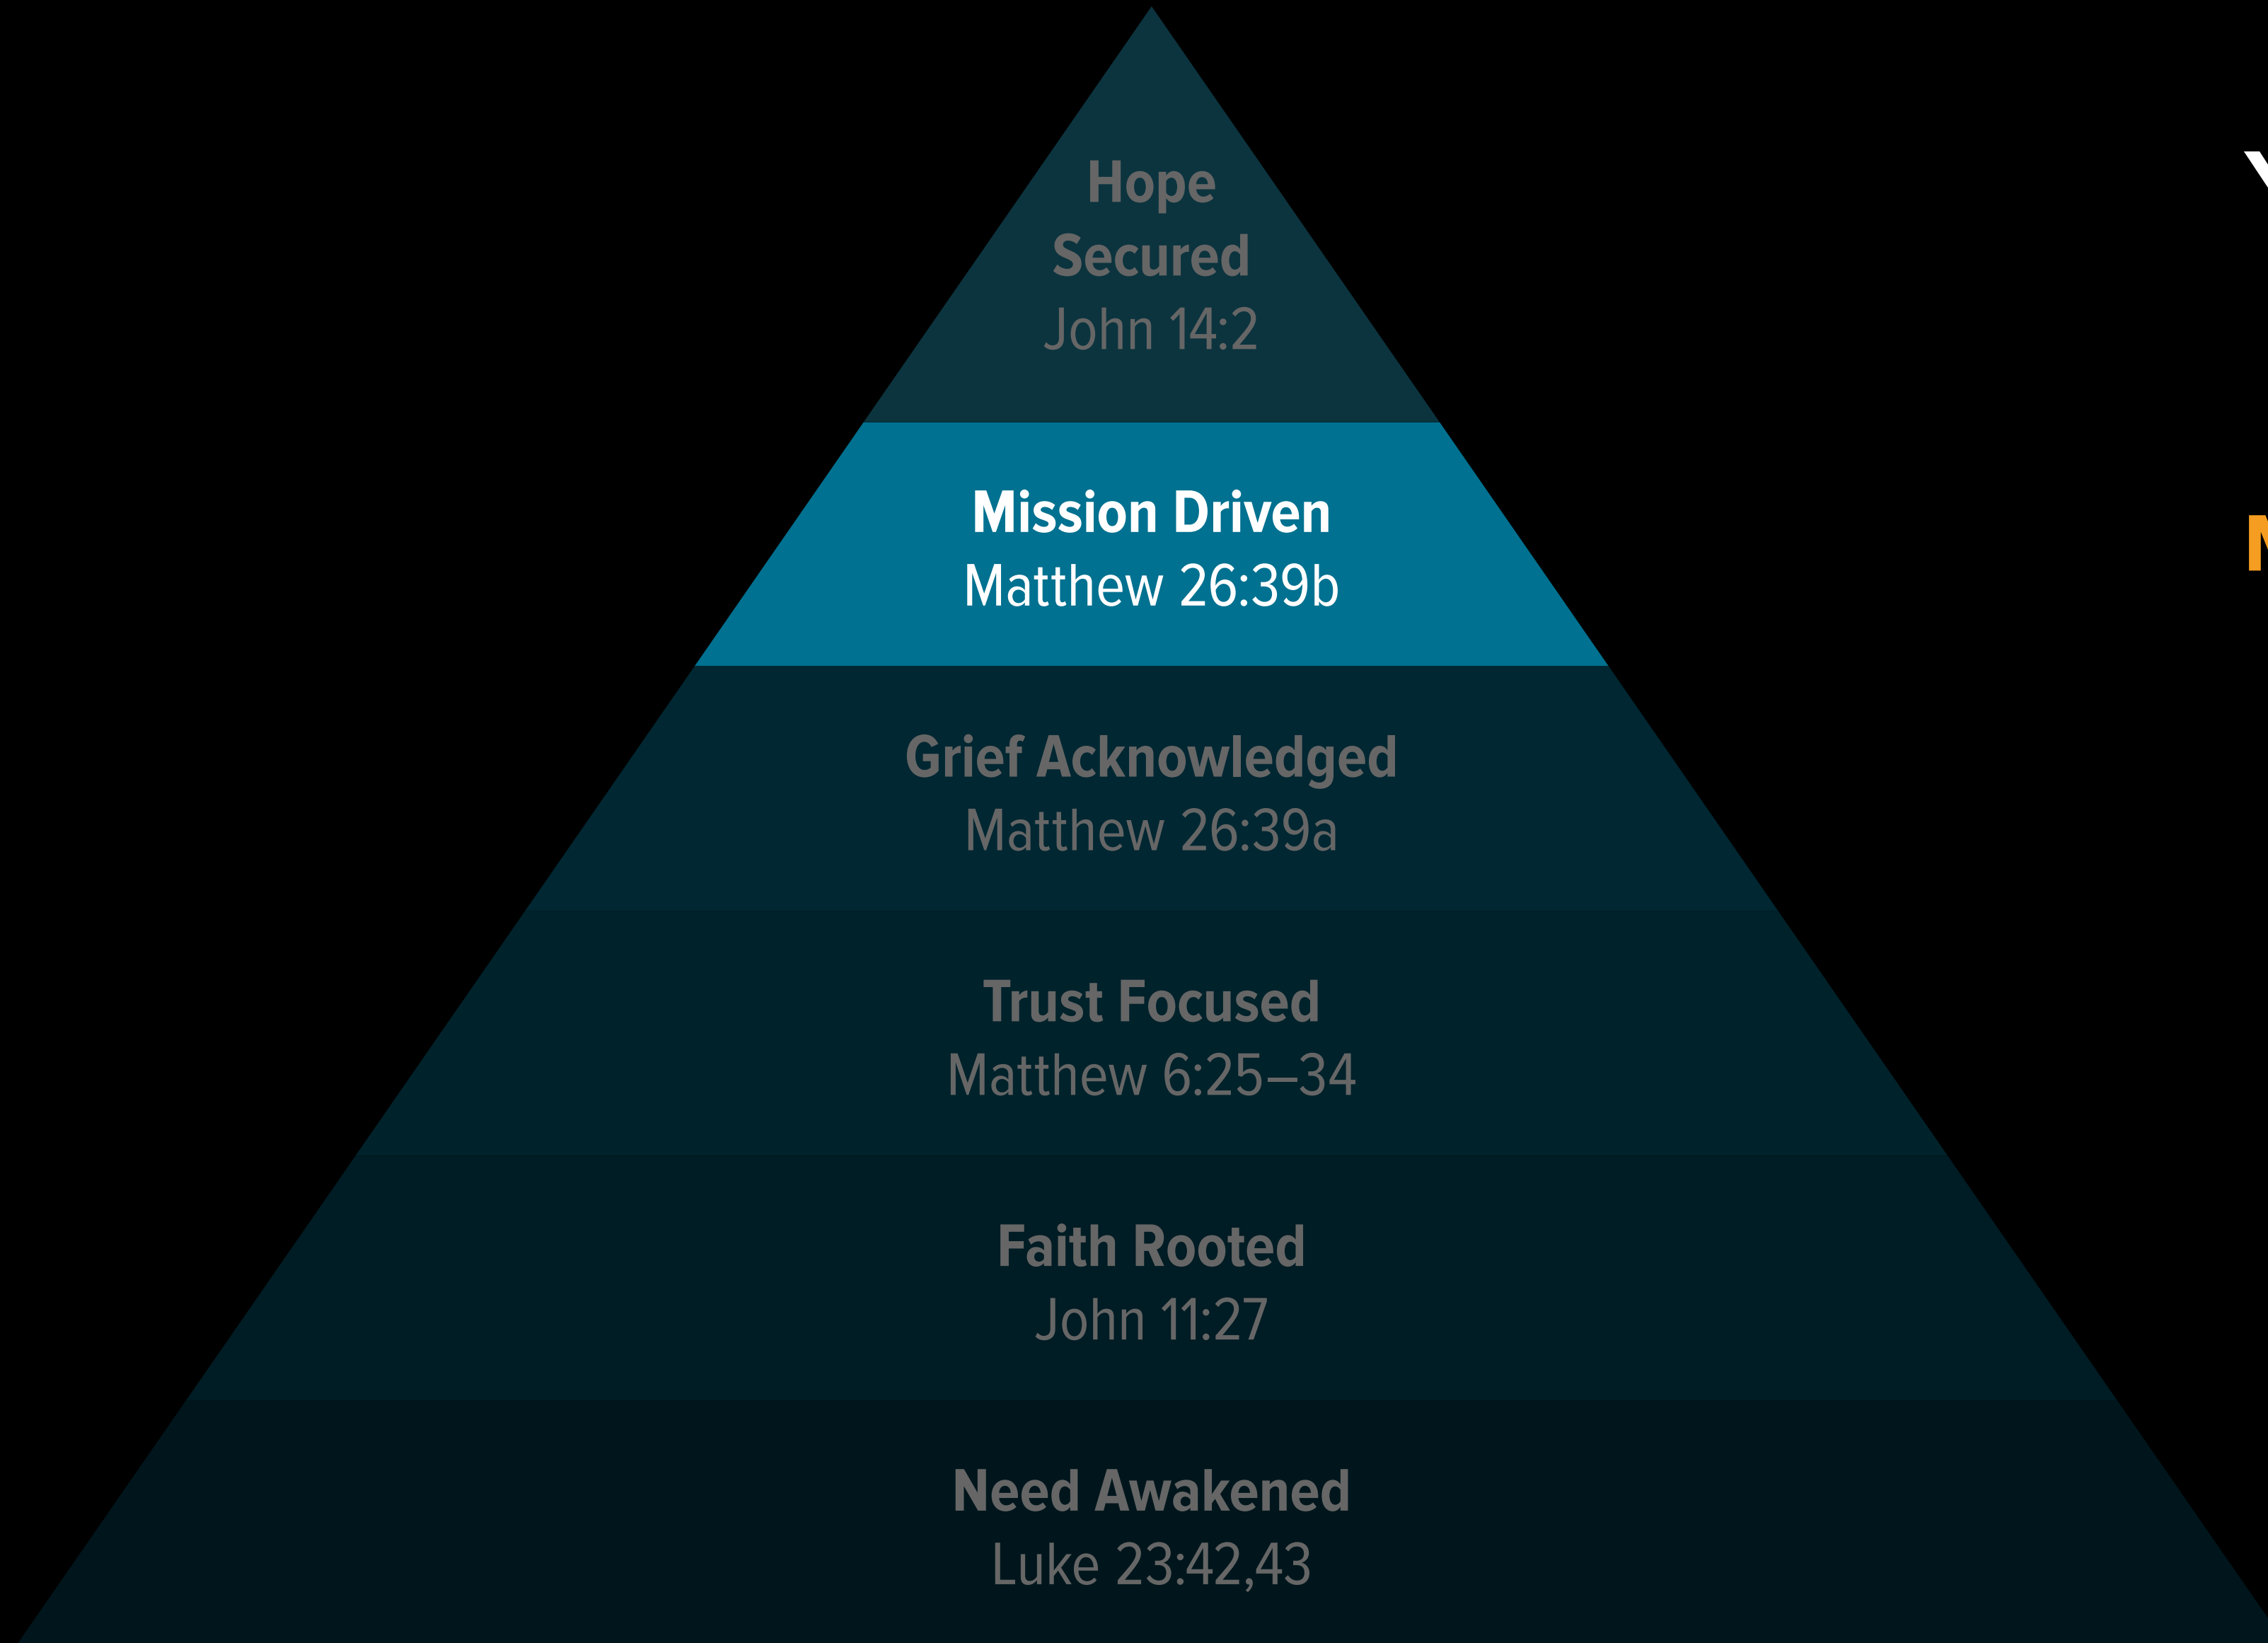 Hope
Secured
John 14:2
Mission Driven
Matthew 26:39b
Grief Acknowledged
Matthew 26:39a
Trust Focused
Matthew 6:25–34
Faith Rooted
John 11:27
Need Awakened
Luke 23:42,43